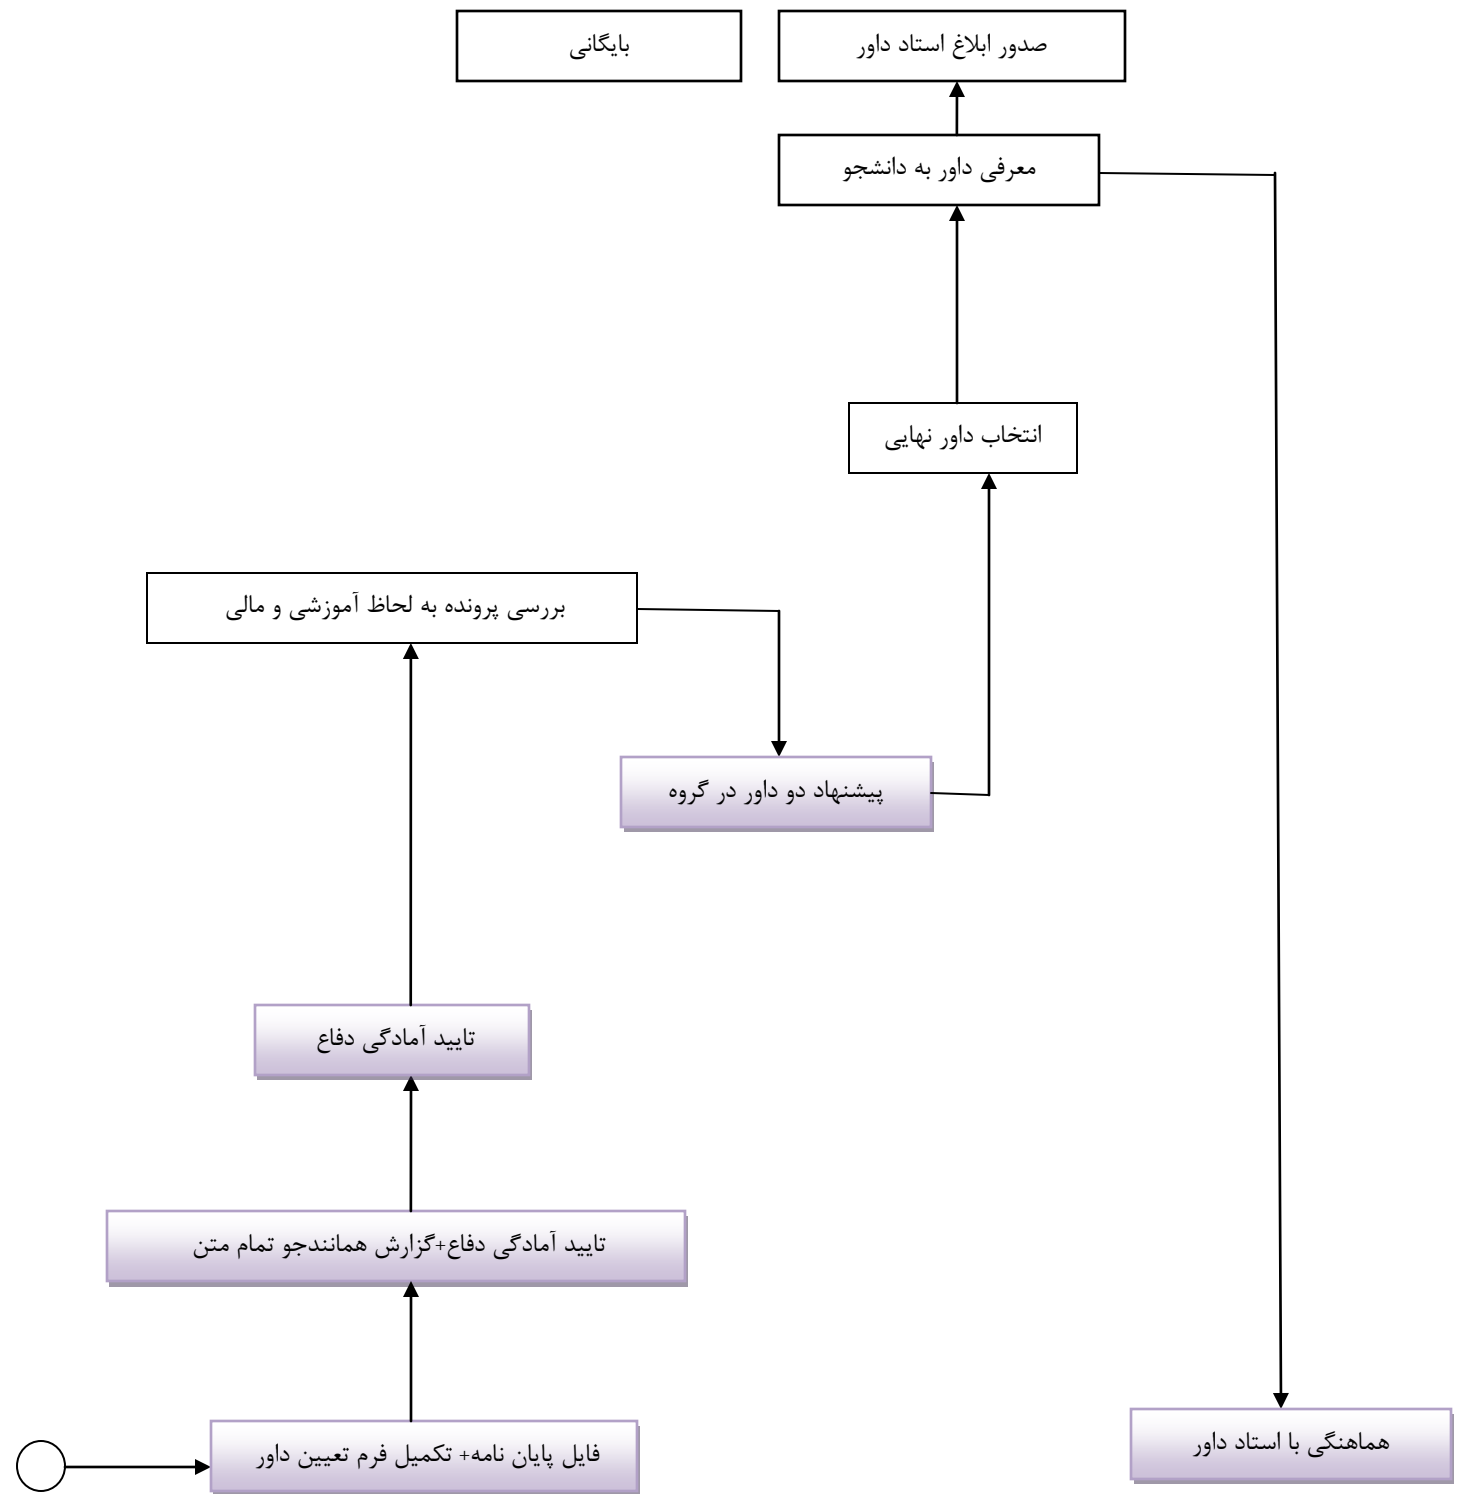 صدور ابلاغ استاد داور
بایگانی
معرفی داور به دانشجو
انتخاب داور نهایی
بررسی پرونده به لحاظ آموزشی و مالی
پیشنهاد دو داور در گروه
تایید آمادگی دفاع
تایید آمادگی دفاع+گزارش همانندجو تمام متن
هماهنگی با استاد داور
فایل پایان نامه+ تکمیل فرم تعیین داور